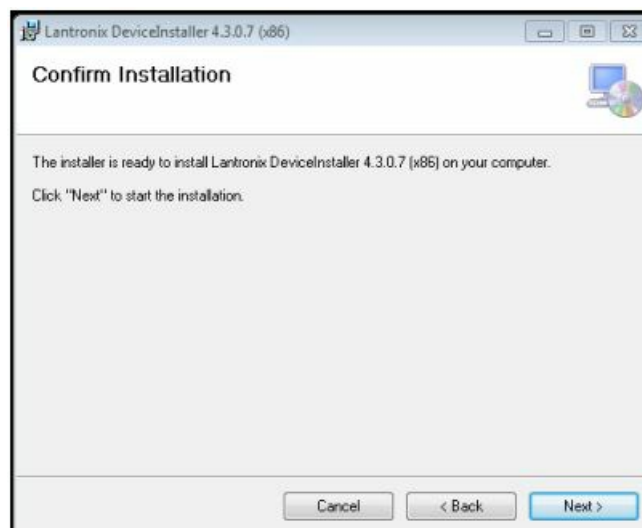 Lantronix DeviceInstaller 4.3.0.7 (x86)
Confirm Installation
The installer is ready to install Lantronix DeviceInstaller 4.3.0.7 (x86) on your computer.
Click "Next" to start the installation.
Cancel
< Back
Next >